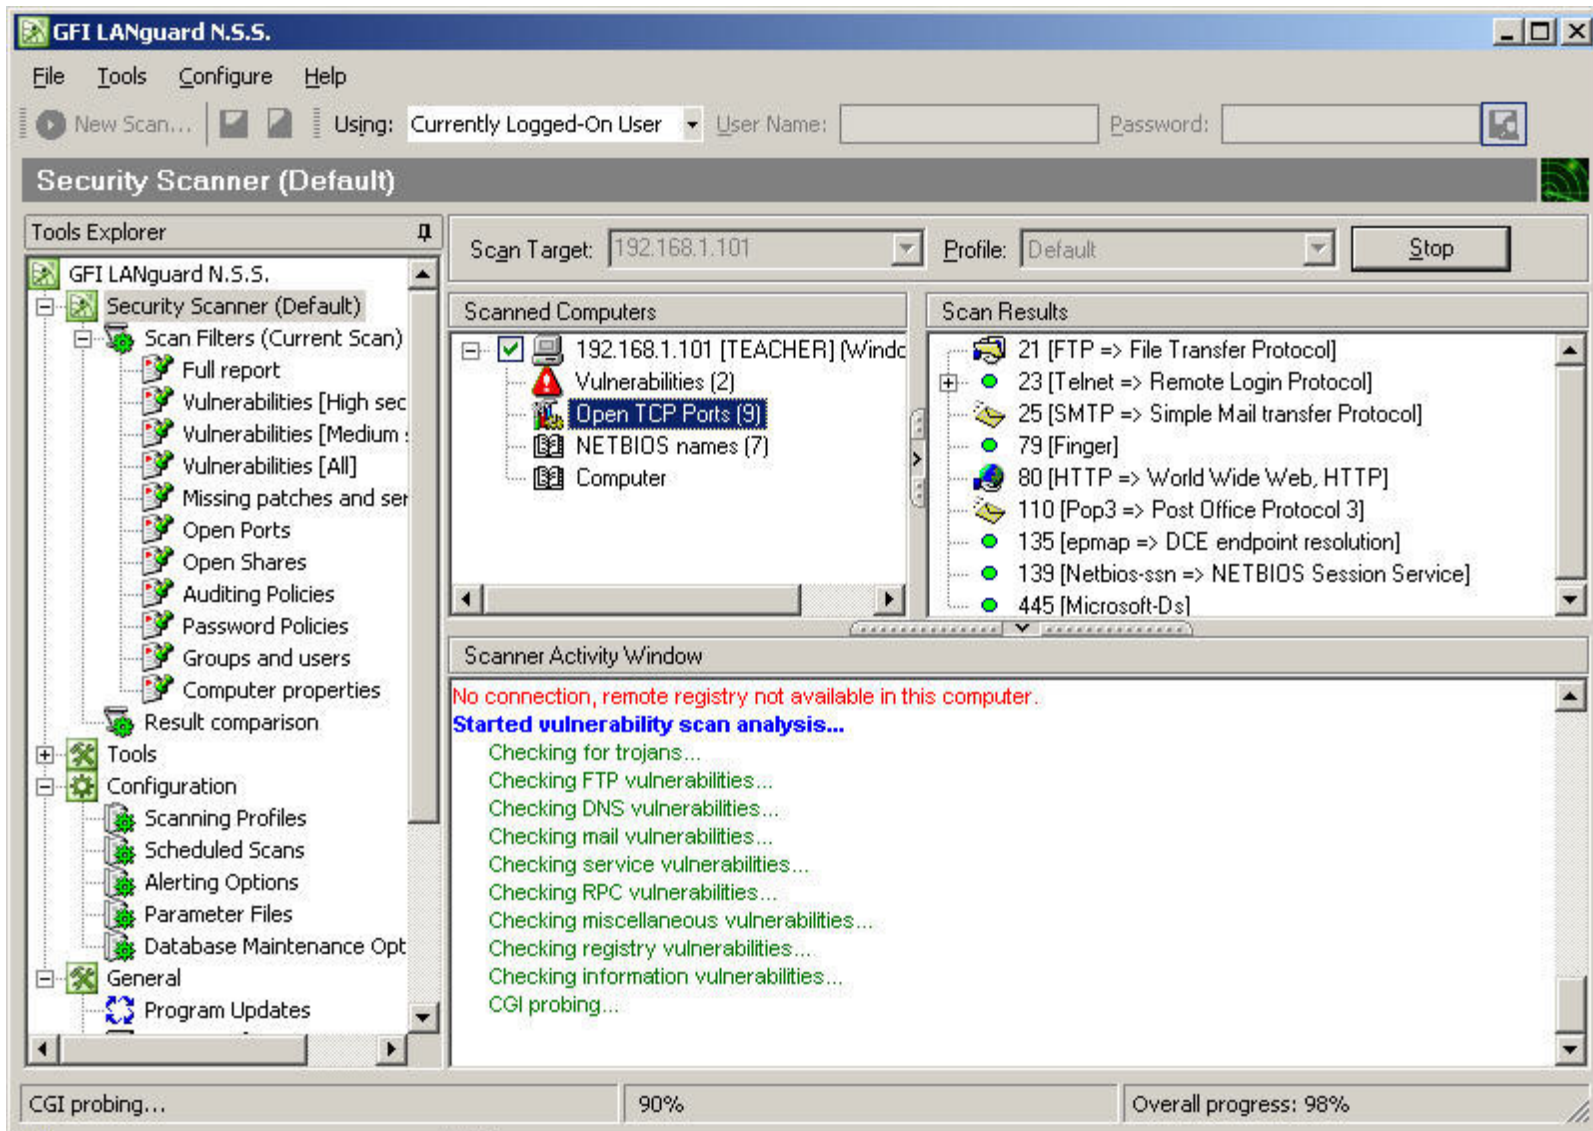 GFI LANguard N.S.S.
File Tools Configure Help
New Scan... Using: Currently Logged-On User User Name: Password:
Security Scanner (Default)
Tools Explorer
GFI LANguard N.S.S.
Security Scanner (Default)
Scan Filters (Current Scan)
Full report
Vulnerabilities [High sec
Vulnerabilities [Medium s
Vulnerabilities [All]
Missing patches and ser
Open Ports
Open Shares
Auditing Policies
Password Policies
Groups and users
Computer properties
Result comparison
Tools
Configuration
Scanning Profiles
Scheduled Scans
Alerting Options
Parameter Files
Database Maintenance Opt
General
Program Updates
Scan Target: 192.168.1.101 Profile: Default Stop
Scanned Computers
192.168.1.101 [TEACHER] (Windo
Vulnerabilities (2)
Open TCP Ports (9)
NETBIOS names (7)
Computer
Scan Results
21 [FTP => File Transfer Protocol]
23 [Telnet => Remote Login Protocol]
25 [SMTP => Simple Mail transfer Protocol]
79 [Finger]
80 [HTTP => World Wide Web, HTTP]
110 [Pop3 => Post Office Protocol 3]
135 [epmap => DCE endpoint resolution]
139 [Netbios-ssn => NETBIOS Session Service]
445 [Microsoft-Ds]
Scanner Activity Window
No connection, remote registry not available in this computer.
Started vulnerability scan analysis...
Checking for trojans...
Checking FTP vulnerabilities...
Checking DNS vulnerabilities...
Checking mail vulnerabilities...
Checking service vulnerabilities...
Checking RPC vulnerabilities...
Checking miscellaneous vulnerabilities...
Checking registry vulnerabilities...
Checking information vulnerabilities...
CGI probing...
CGI probing... 90% Overall progress: 98%